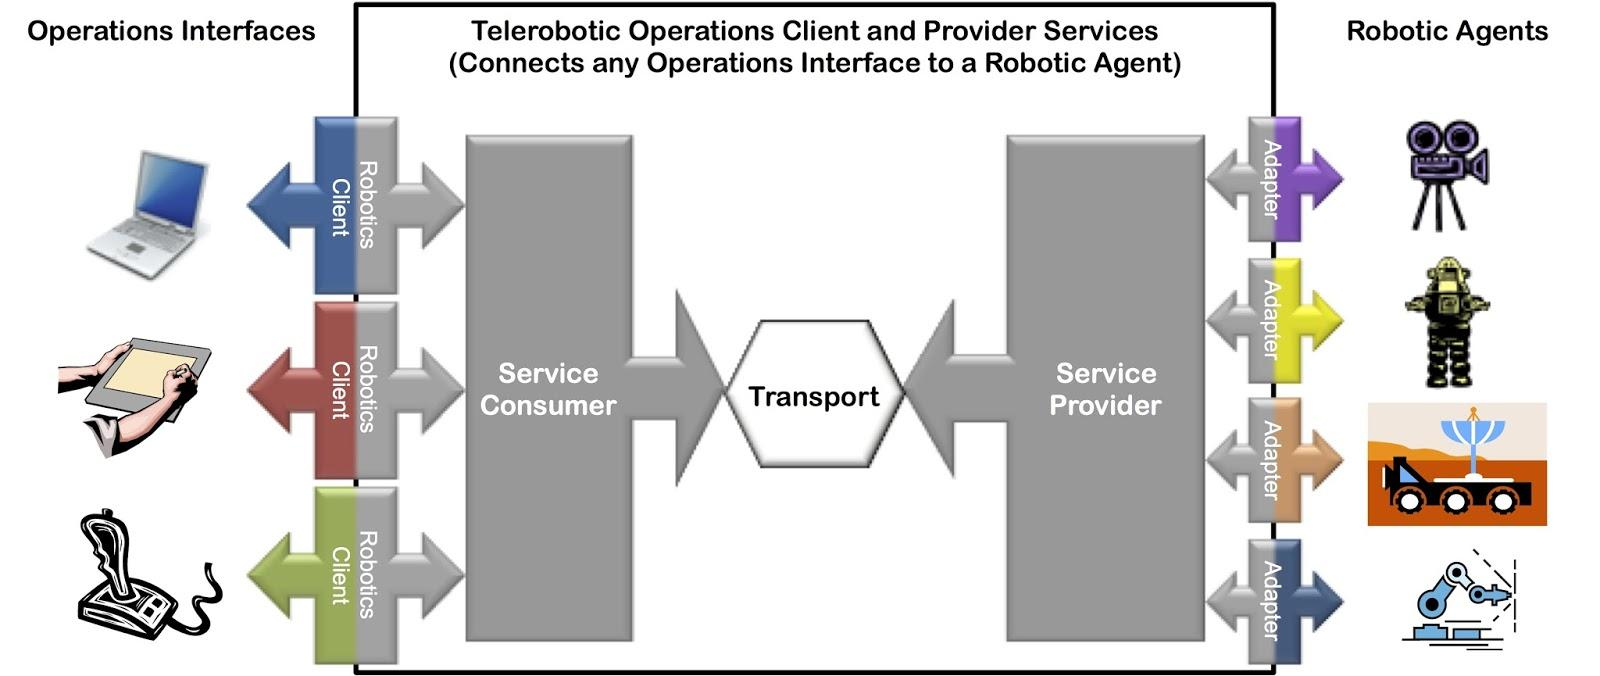 Operations Interfaces
Telerobotic Operations Client and Provider Services
(Connects any Operations Interface to a Robotic Agent)
Robotic Agents
Robotics
Client
Robotics
Client
Robotics
Client
Service
Consumer
Transport
Service
Provider
Adapter
Adapter
Adapter
Adapter